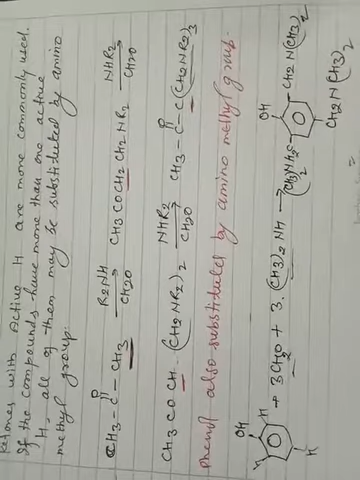 Ketones with Active H are more commonly used.
If the compounds have more than one active
H, all of them may be substituted by amino
methyl group.
O
CH3 - C - CH3 R2NH CH2O CH3COCH2CH2NR2 NHR2 CH2O
O
CH3COCH (CH2NR2)2 NHR2 CH2O CH3 - C - C(CH2NR2)3
phenol also substituted by amino methyl group.
OH OH
H H + 3CH2O + 3.(CH3)2NH → (CH3)2NH2C CH2N(CH3)2
H CH2N(CH3)2